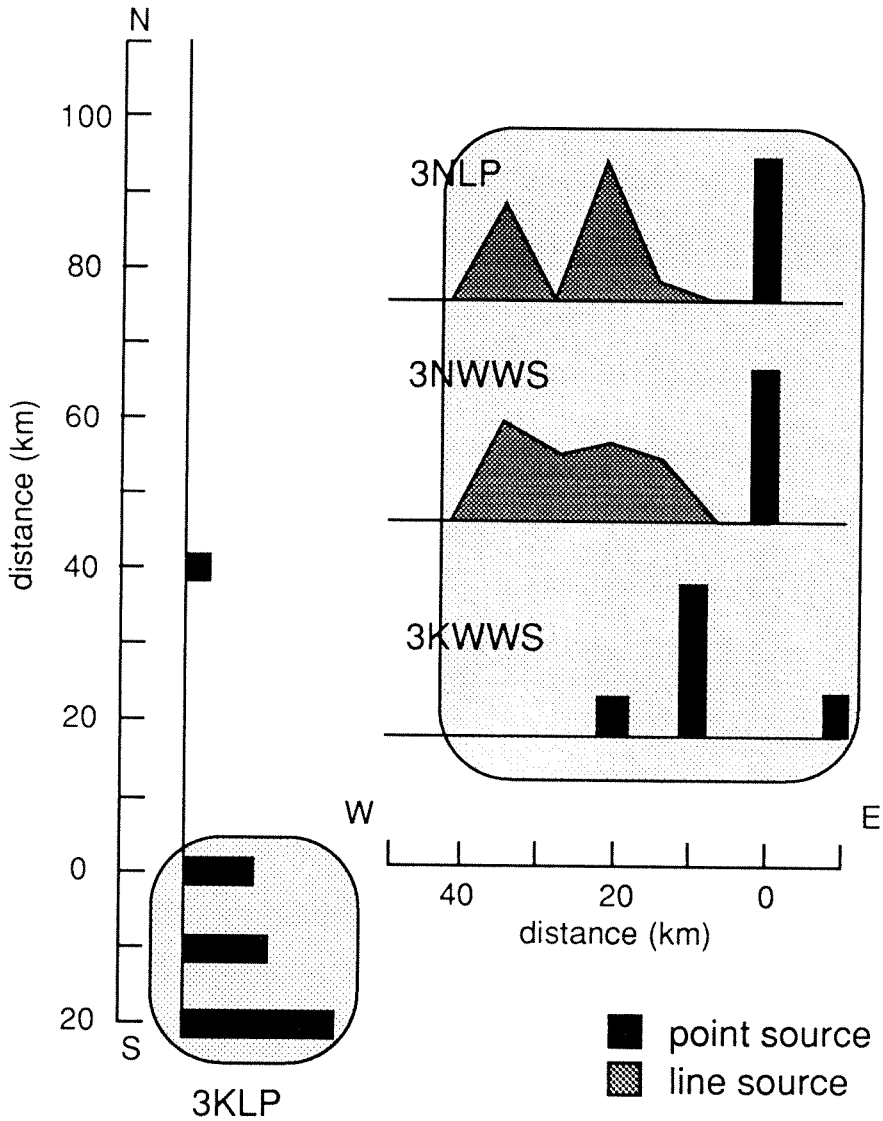 N
100
80
60
40
20
0
20
S
distance (km)
3KLP
3NLP
3NWWS
3KWWS
W
E
40 20 0
distance (km)
point source
line source